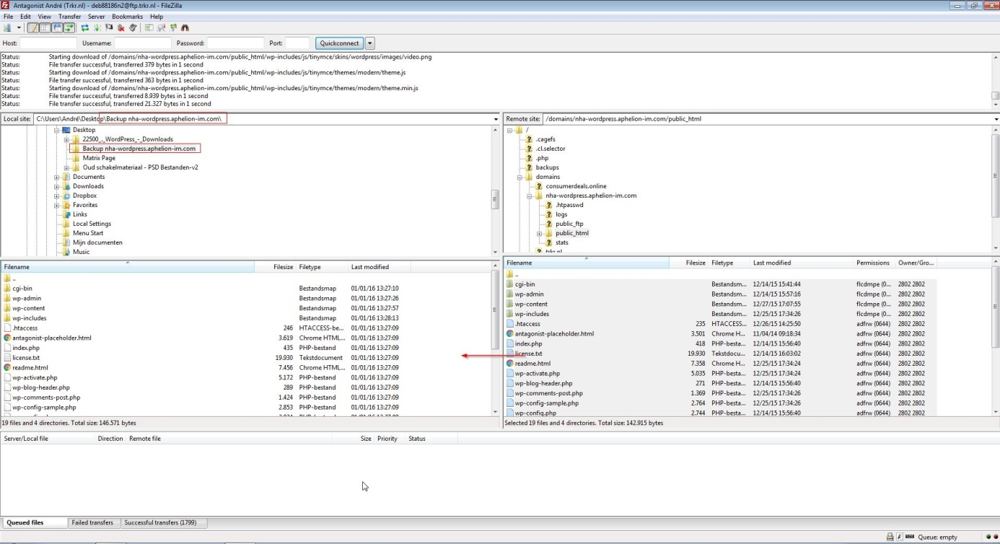 Antagonist André (Trkr.nl) - deb88186n2@ftp.trkr.nl - FileZilla
File Edit View Transfer Server Bookmarks Help
Host: Username: Password: Port: Quickconnect
Status: Starting download of /domains/nha-wordpress.aphelion-im.com/public_html/wp-includes/js/tinymce/skins/wordpress/images/video.png
Status: File transfer successful, transferred 379 bytes in 1 second
Status: Starting download of /domains/nha-wordpress.aphelion-im.com/public_html/wp-includes/js/tinymce/themes/modern/theme.js
Status: File transfer successful, transferred 363 bytes in 1 second
Status: Starting download of /domains/nha-wordpress.aphelion-im.com/public_html/wp-includes/js/tinymce/themes/modern/theme.min.js
Status: File transfer successful, transferred 8.939 bytes in 1 second
Status: File transfer successful, transferred 21.327 bytes in 1 second
Local site: C:\Users\André\Desktop\Backup nha-wordpress.aphelion-im.com\
Desktop
22500_._WordPress_-_Downloads
Backup nha-wordpress.aphelion-im.com
Matrix Page
Oud schakelmateriaal - PSD Bestanden-v2
Documents
Downloads
Dropbox
Favorites
Links
Local Settings
Menu Start
Mijn documenten
Music
Remote site: /domains/nha-wordpress.aphelion-im.com/public_html
/
.cagefs
.cl.selector
.php
backups
domains
consumerdeals.online
nha-wordpress.aphelion-im.com
.htpasswd
logs
public_ftp
public_html
stats
trkr.nl
Filename Filesize Filetype Last modified
..
cgi-bin Bestandsmap 01/01/16 13:27:10
wp-admin Bestandsmap 01/01/16 13:27:26
wp-content Bestandsmap 01/01/16 13:27:57
wp-includes Bestandsmap 01/01/16 13:28:13
.htaccess 246 HTACCESS-be... 01/01/16 13:27:09
antagonist-placeholder.html 3.619 Chrome HTML... 01/01/16 13:27:09
index.php 435 PHP-bestand 01/01/16 13:27:09
license.txt 19.930 Tekstdocument 01/01/16 13:27:09
readme.html 7.456 Chrome HTML... 01/01/16 13:27:09
wp-activate.php 5.172 PHP-bestand 01/01/16 13:27:09
wp-blog-header.php 289 PHP-bestand 01/01/16 13:27:09
wp-comments-post.php 1.424 PHP-bestand 01/01/16 13:27:09
wp-config-sample.php 2.853 PHP-bestand 01/01/16 13:27:09
19 files and 4 directories. Total size: 146.571 bytes
Filename Filesize Filetype Last modified Permissions Owner/Gro...
..
cgi-bin Bestandsm... 12/14/15 15:41:44 flcdmpe (0... 2802 2802
wp-admin Bestandsm... 12/14/15 15:57:16 flcdmpe (0... 2802 2802
wp-content Bestandsm... 12/27/15 17:07:55 flcdmpe (0... 2802 2802
wp-includes Bestandsm... 12/25/15 17:34:26 flcdmpe (0... 2802 2802
.htaccess 235 HTACCESS... 12/26/15 14:25:50 adfrw (0644) 2802 2802
antagonist-placeholder.html 3.501 Chrome H... 11/04/14 09:18:34 adfrw (0644) 2802 2802
index.php 418 PHP-besta... 12/14/15 15:56:40 adfrw (0644) 2802 2802
license.txt 19.930 Tekstdocu... 12/14/15 16:03:02 adfrw (0644) 2802 2802
readme.html 7.358 Chrome H... 12/25/15 17:34:24 adfrw (0644) 2802 2802
wp-activate.php 5.035 PHP-besta... 12/25/15 17:34:24 adfrw (0644) 2802 2802
wp-blog-header.php 271 PHP-besta... 12/14/15 15:56:40 adfrw (0644) 2802 2802
wp-comments-post.php 1.369 PHP-besta... 12/25/15 17:34:26 adfrw (0644) 2802 2802
wp-config-sample.php 2.764 PHP-besta... 12/25/15 17:34:26 adfrw (0644) 2802 2802
wp-config.php 2.744 PHP-besta... 12/14/15 15:56:40 adfrw (0644) 2802 2802
Selected 19 files and 4 directories. Total size: 142.915 bytes
Server/Local file Direction Remote file Size Priority Status
Queued files Failed transfers Successful transfers (1799)
Queue: empty